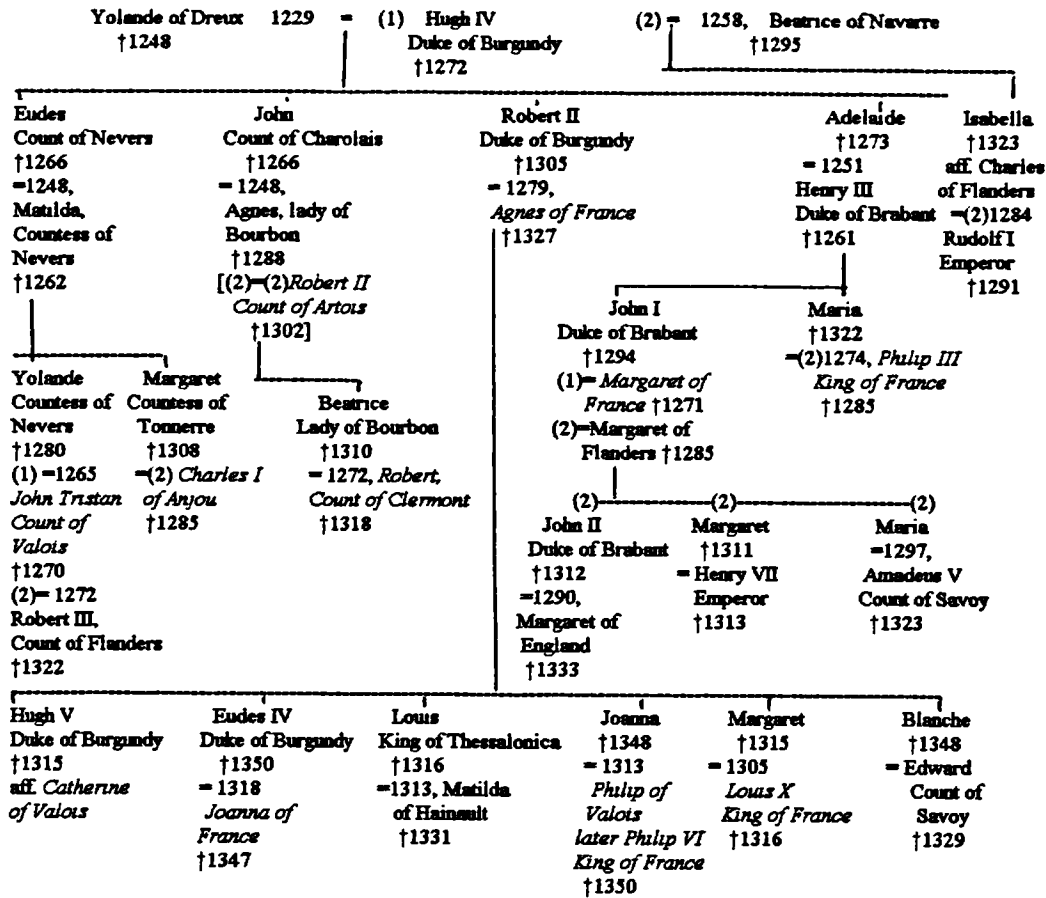 Yolande of Dreux 1229 = (1) Hugh IV (2) = 1258, Beatrice of Navarre
†1248 Duke of Burgundy †1295
†1272
Eudes
Count of Nevers
†1266
=1248,
Matilda,
Countess of
Nevers
†1262
John
Count of Charolais
†1266
= 1248,
Agnes, lady of
Bourbon
†1288
[(2)=(2)Robert II
Count of Artois
†1302]
Robert II
Duke of Burgundy
†1305
= 1279,
Agnes of France
†1327
Adelaide
†1273
= 1251
Henry III
Duke of Brabant
†1261
Isabella
†1323
aff. Charles
of Flanders
=(2)1284
Rudolf I
Emperor
†1291
John I
Duke of Brabant
†1294
(1)= Margaret of
France †1271
(2)=Margaret of
Flanders †1285
Maria
†1322
=(2)1274, Philip III
King of France
†1285
Yolande
Countess of
Nevers
†1280
(1) =1265
John Tristan
Count of
Valois
†1270
(2)= 1272
Robert III,
Count of Flanders
†1322
Margaret
Countess of
Tonnerre
†1308
=(2) Charles I
of Anjou
†1285
Beatrice
Lady of Bourbon
†1310
= 1272, Robert,
Count of Clermont
†1318
(2) (2) (2)
John II
Duke of Brabant
†1312
=1290,
Margaret of
England
†1333
Margaret
†1311
= Henry VII
Emperor
†1313
Maria
=1297,
Amadeus V
Count of Savoy
†1323
Hugh V
Duke of Burgundy
†1315
aff. Catherine
of Valois
Eudes IV
Duke of Burgundy
†1350
= 1318
Joanna of
France
†1347
Louis
King of Thessalonica
†1316
=1313, Matilda
of Hainault
†1331
Joanna
†1348
= 1313
Philip of
Valois
later Philip VI
King of France
†1350
Margaret
†1315
= 1305
Louis X
King of France
†1316
Blanche
†1348
= Edward
Count of
Savoy
†1329